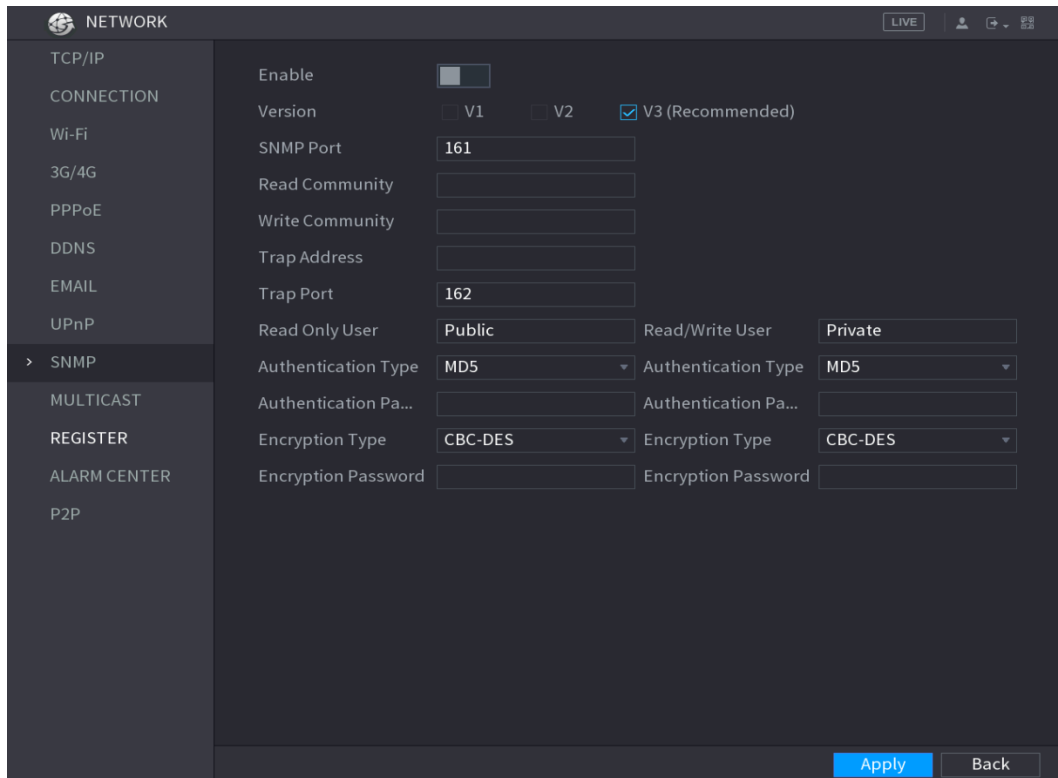 NETWORK
LIVE
TCP/IP
CONNECTION
Wi-Fi
3G/4G
PPPoE
DDNS
EMAIL
UPnP
> SNMP
MULTICAST
REGISTER
ALARM CENTER
P2P
Enable
Version V1 V2 V3 (Recommended)
SNMP Port 161
Read Community
Write Community
Trap Address
Trap Port 162
Read Only User Public Read/Write User Private
Authentication Type MD5 Authentication Type MD5
Authentication Pa... Authentication Pa...
Encryption Type CBC-DES Encryption Type CBC-DES
Encryption Password Encryption Password
Apply Back